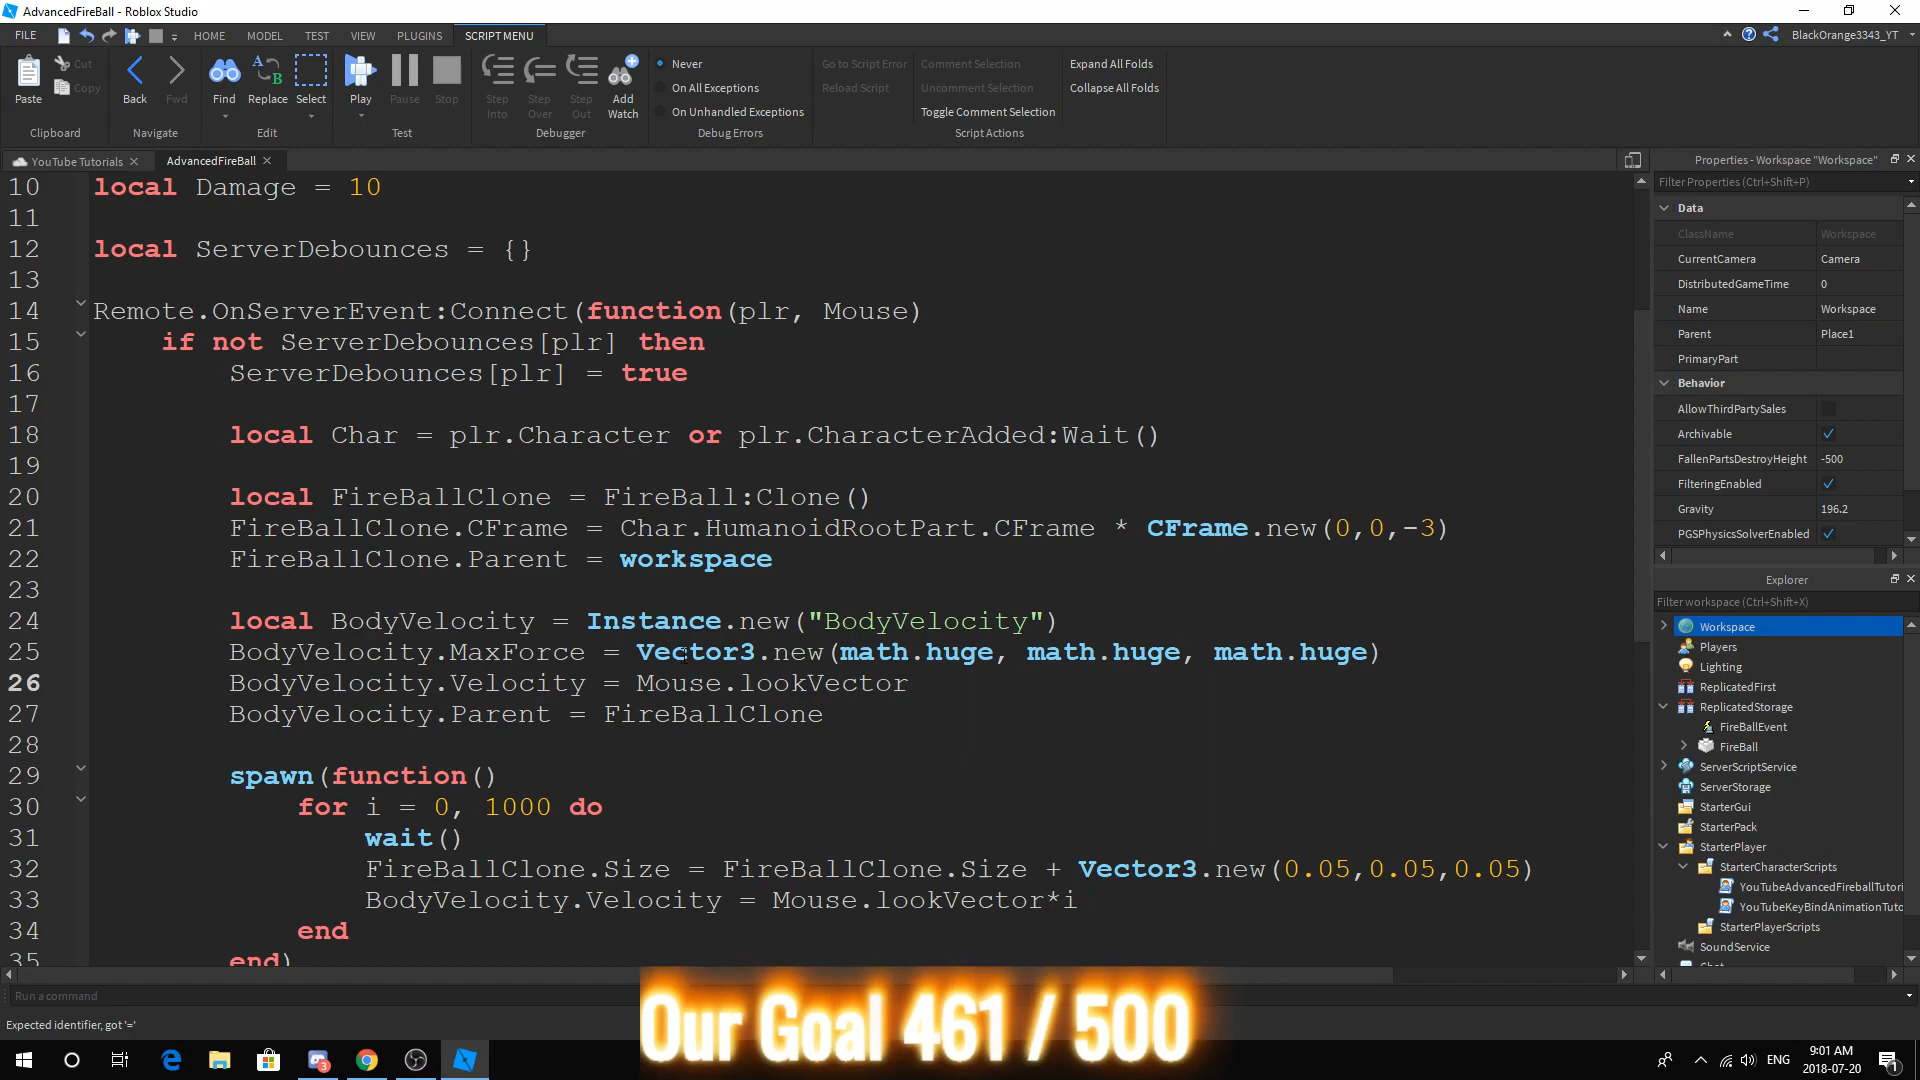 AdvancedFireBall - Roblox Studio
FILE HOME MODEL TEST VIEW PLUGINS SCRIPT MENU BlackOrange3343_YT
Paste Cut Copy Clipboard
Back Fwd Navigate
Find Replace Select Edit
Play Pause Stop Test
Step Into Step Over Step Out Add Watch Debugger
Never
On All Exceptions
On Unhandled Exceptions
Debug Errors
Go to Script Error
Reload Script
Comment Selection
Uncomment Selection
Toggle Comment Selection
Script Actions
Expand All Folds
Collapse All Folds
YouTube Tutorials AdvancedFireBall
10 local Damage = 10
11
12 local ServerDebounces = {}
13
14 Remote.OnServerEvent:Connect(function(plr, Mouse)
15 if not ServerDebounces[plr] then
16 ServerDebounces[plr] = true
17
18 local Char = plr.Character or plr.CharacterAdded:Wait()
19
20 local FireBallClone = FireBall:Clone()
21 FireBallClone.CFrame = Char.HumanoidRootPart.CFrame * CFrame.new(0,0,-3)
22 FireBallClone.Parent = workspace
23
24 local BodyVelocity = Instance.new("BodyVelocity")
25 BodyVelocity.MaxForce = Vector3.new(math.huge, math.huge, math.huge)
26 BodyVelocity.Velocity = Mouse.lookVector
27 BodyVelocity.Parent = FireBallClone
28
29 spawn(function()
30 for i = 0, 1000 do
31 wait()
32 FireBallClone.Size = FireBallClone.Size + Vector3.new(0.05,0.05,0.05)
33 BodyVelocity.Velocity = Mouse.lookVector*i
34 end
35 end)
Properties - Workspace "Workspace"
Filter Properties (Ctrl+Shift+P)
Data
ClassName Workspace
CurrentCamera Camera
DistributedGameTime 0
Name Workspace
Parent Place1
PrimaryPart
Behavior
AllowThirdPartySales
Archivable
FallenPartsDestroyHeight -500
FilteringEnabled
Gravity 196.2
PGSPhysicsSolverEnabled
Explorer
Filter workspace (Ctrl+Shift+X)
Workspace
Players
Lighting
ReplicatedFirst
ReplicatedStorage
FireBallEvent
FireBall
ServerScriptService
ServerStorage
StarterGui
StarterPack
StarterPlayer
StarterCharacterScripts
YouTubeAdvancedFireballTutori
YouTubeKeyBindAnimationTuto
StarterPlayerScripts
SoundService
Run a command
Expected identifier, got '='
Our Goal 461 / 500
3
ENG
9:01 AM
2018-07-20
1